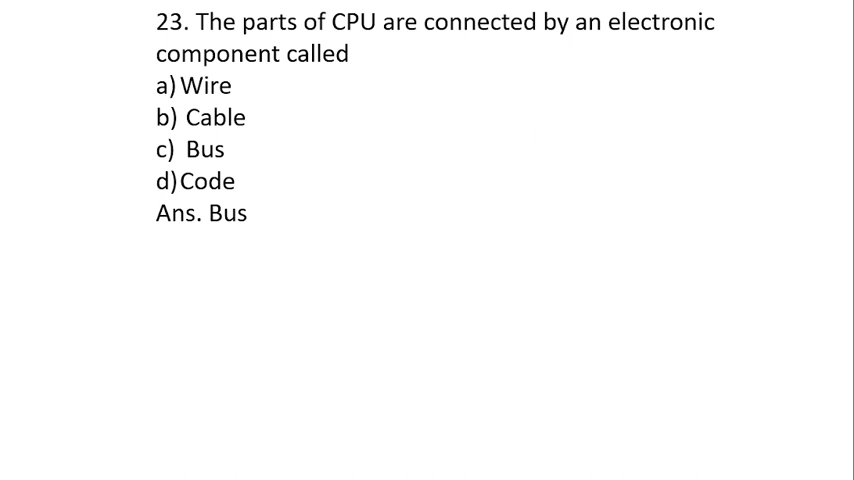 23. The parts of CPU are connected by an electronic
component called
a) Wire
b) Cable
c) Bus
d) Code
Ans. Bus